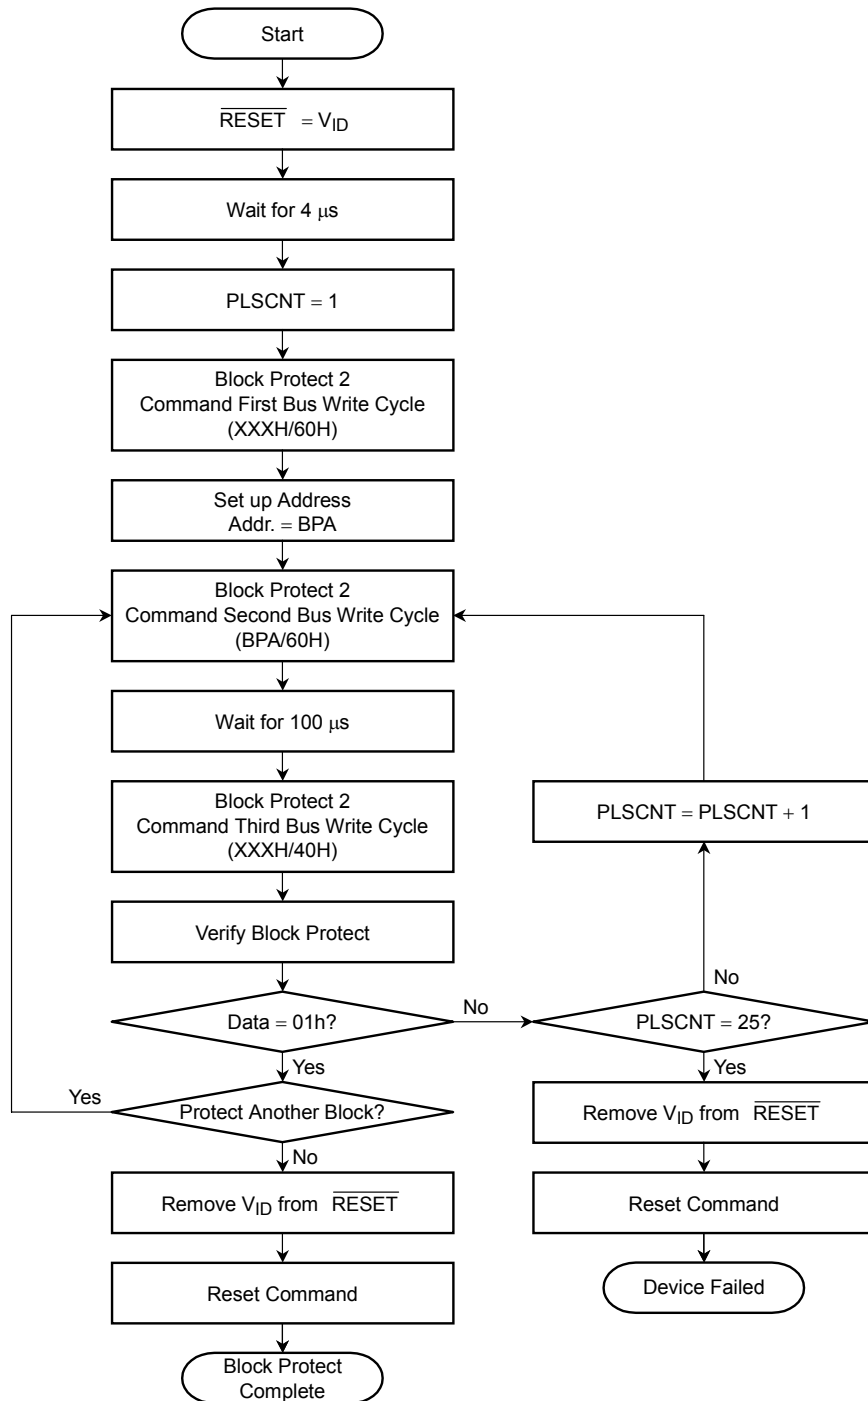 Start
RESET = VID
Wait for 4 μs
PLSCNT = 1
Block Protect 2
Command First Bus Write Cycle
(XXXH/60H)
Set up Address
Addr. = BPA
Block Protect 2
Command Second Bus Write Cycle
(BPA/60H)
Wait for 100 μs
Block Protect 2
Command Third Bus Write Cycle
(XXXH/40H)
Verify Block Protect
Data = 01h?
No
Yes
Protect Another Block?
Yes
No
Remove VID from RESET
Reset Command
Block Protect
Complete
PLSCNT = PLSCNT + 1
No
PLSCNT = 25?
Yes
Remove VID from RESET
Reset Command
Device Failed